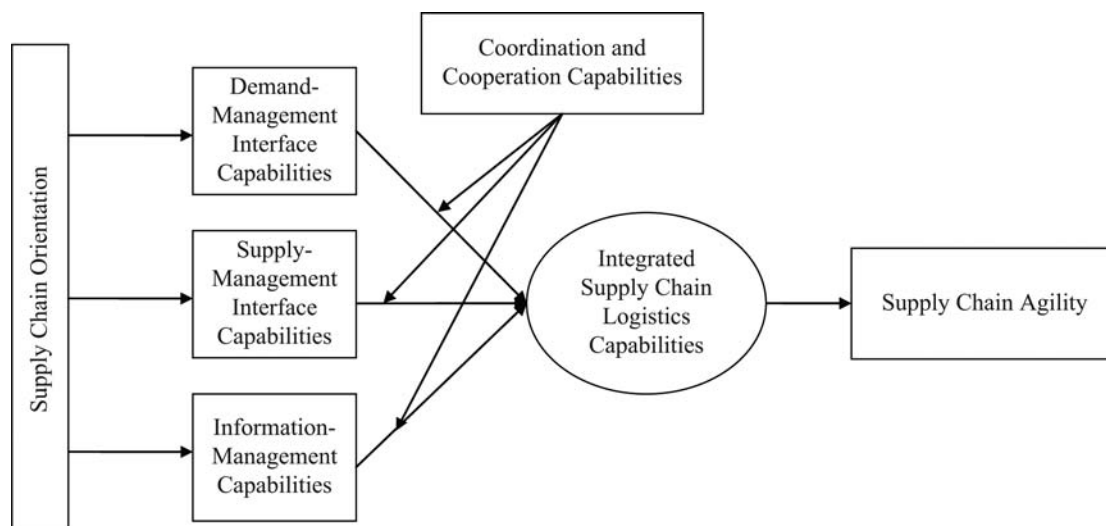 Supply Chain Orientation
Demand-
Management
Interface
Capabilities
Supply-
Management
Interface
Capabilities
Information-
Management
Capabilities
Coordination and
Cooperation Capabilities
Integrated
Supply Chain
Logistics
Capabilities
Supply Chain Agility